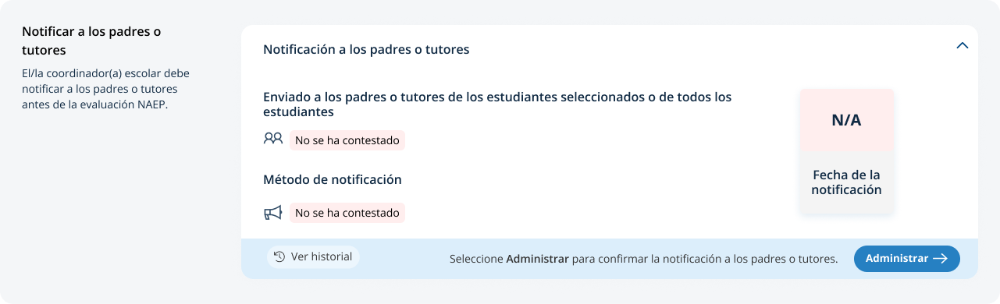 Notificar a los padres o
tutores
El/la coordinador(a) escolar debe
notificar a los padres o tutores
antes de la evaluación NAEP.
Notificación a los padres o tutores
Enviado a los padres o tutores de los estudiantes seleccionados o de todos los
estudiantes
No se ha contestado
Método de notificación
No se ha contestado
N/A
Fecha de la
notificación
Ver historial
Seleccione Administrar para confirmar la notificación a los padres o tutores.
Administrar